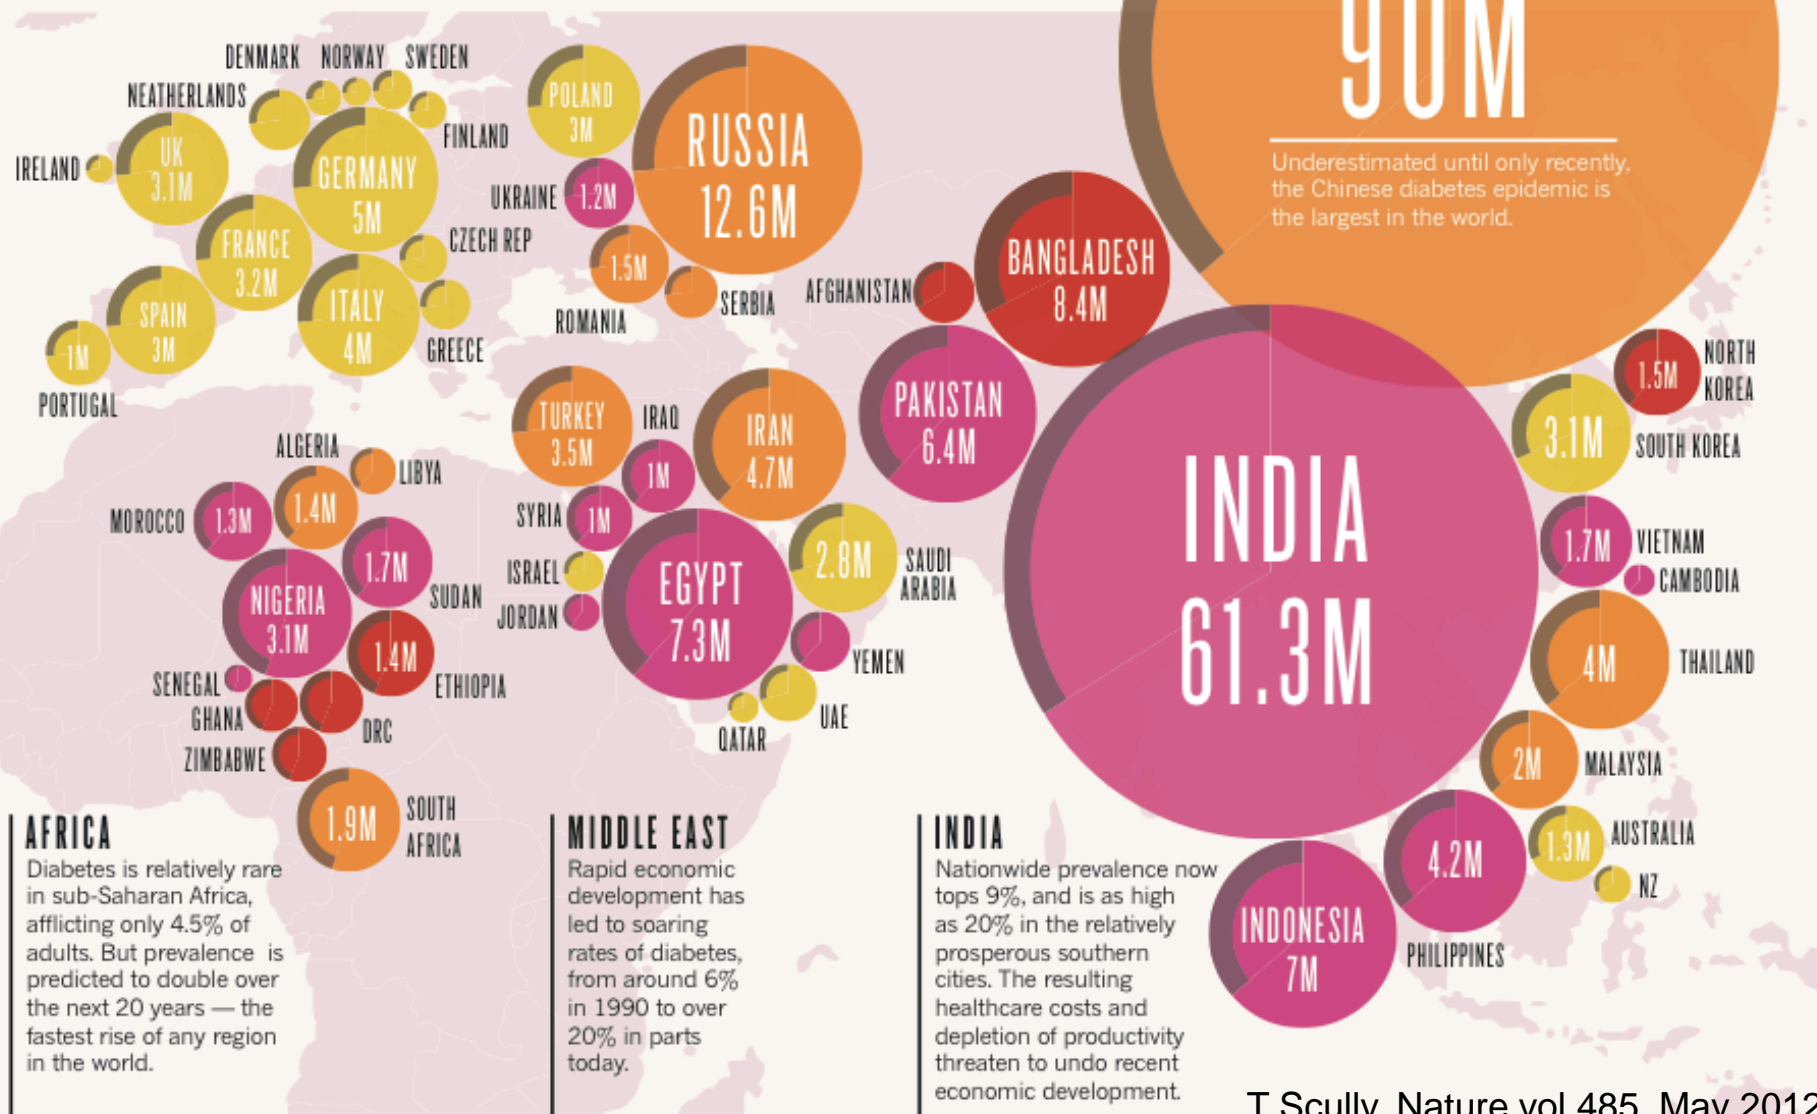 DENMARK NORWAY SWEDEN
NEATHERLANDS
FINLAND
IRELAND
UK
3.1M
GERMANY
5M
FRANCE
3.2M
CZECH REP
SPAIN
3M
ITALY
4M
GREECE
1M
PORTUGAL
POLAND
3M
RUSSIA
12.6M
UKRAINE
1.2M
1.5M
ROMANIA
SERBIA
90M
Underestimated until only recently,
the Chinese diabetes epidemic is
the largest in the world.
AFGHANISTAN
BANGLADESH
8.4M
PAKISTAN
6.4M
INDIA
61.3M
1.5M
NORTH
KOREA
3.1M
SOUTH KOREA
1.7M
VIETNAM
CAMBODIA
4M
THAILAND
2M
MALAYSIA
1.3M
AUSTRALIA
NZ
4.2M
PHILIPPINES
INDONESIA
7M
TURKEY
3.5M
IRAQ
1M
IRAN
4.7M
SYRIA
1M
ISRAEL
JORDAN
EGYPT
7.3M
2.8M
SAUDI
ARABIA
YEMEN
UAE
QATAR
ALGERIA
1.4M
LIBYA
MOROCCO
1.3M
1.7M
SUDAN
NIGERIA
3.1M
1.4M
ETHIOPIA
SENEGAL
GHANA
DRC
ZIMBABWE
1.9M
SOUTH
AFRICA
AFRICA
Diabetes is relatively rare
in sub-Saharan Africa,
afflicting only 4.5% of
adults. But prevalence is
predicted to double over
the next 20 years — the
fastest rise of any region
in the world.
MIDDLE EAST
Rapid economic
development has
led to soaring
rates of diabetes,
from around 6%
in 1990 to over
20% in parts
today.
INDIA
Nationwide prevalence now
tops 9%, and is as high
as 20% in the relatively
prosperous southern
cities. The resulting
healthcare costs and
depletion of productivity
threaten to undo recent
economic development.
T Scully, Nature vol 485, May 2012